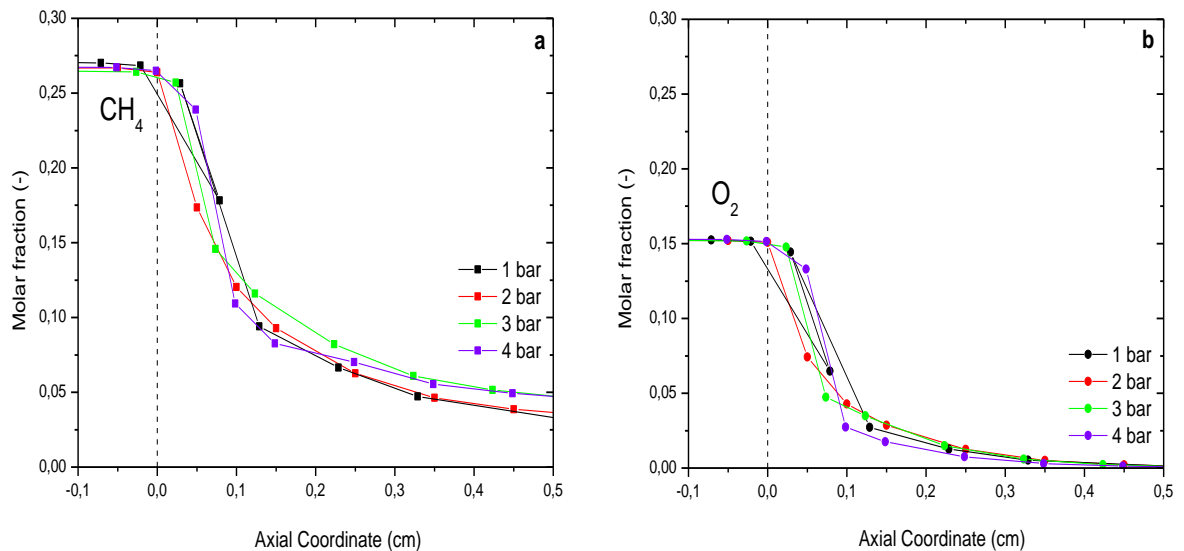 a
0,30
0,25
0,20
0,15
0,10
0,05
0,00
Molar fraction (-)
CH4
1 bar
2 bar
3 bar
4 bar
-0,1 0,0 0,1 0,2 0,3 0,4 0,5
Axial Coordinate (cm)
b
0,30
0,25
0,20
0,15
0,10
0,05
0,00
Molar fraction (-)
O2
1 bar
2 bar
3 bar
4 bar
-0,1 0,0 0,1 0,2 0,3 0,4 0,5
Axial Coordinate (cm)